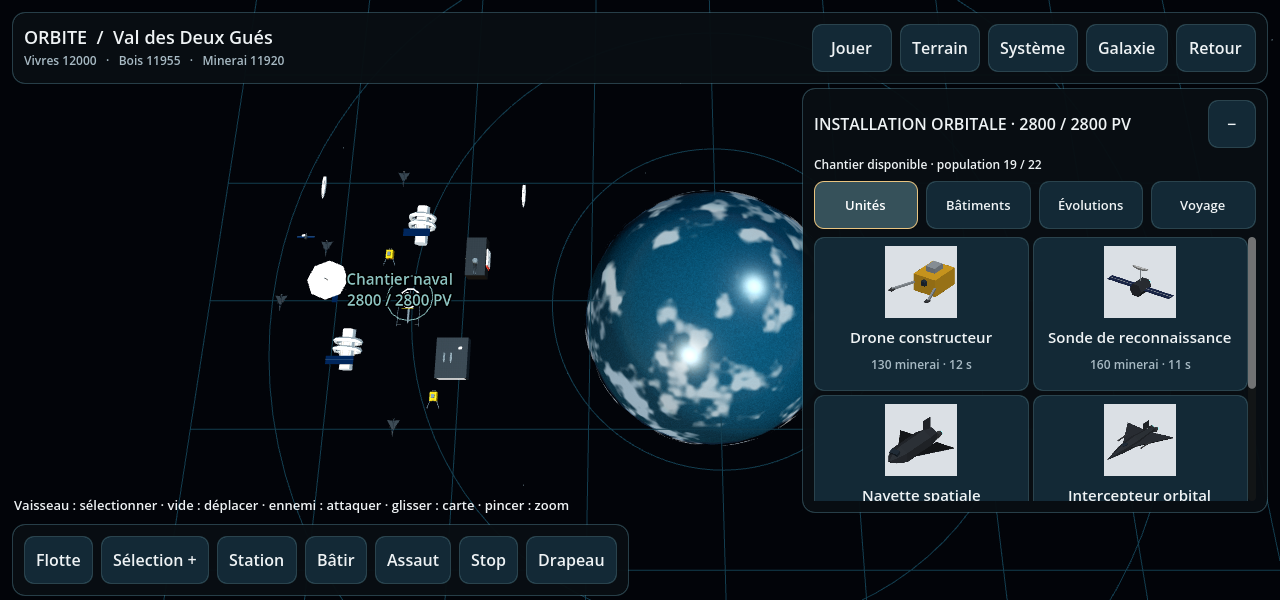 ORBITE / Val des Deux Gués
Vivres 12000 · Bois 11955 · Minerai 11920
Jouer
Terrain
Système
Galaxie
Retour
INSTALLATION ORBITALE · 2800 / 2800 PV
−
Chantier disponible · population 19 / 22
Unités
Bâtiments
Évolutions
Voyage
Drone constructeur
130 minerai · 12 s
Sonde de reconnaissance
160 minerai · 11 s
Navette spatiale
Intercepteur orbital
Chantier naval
2800 / 2800 PV
Vaisseau : sélectionner · vide : déplacer · ennemi : attaquer · glisser : carte · pincer : zoom
Flotte
Sélection +
Station
Bâtir
Assaut
Stop
Drapeau